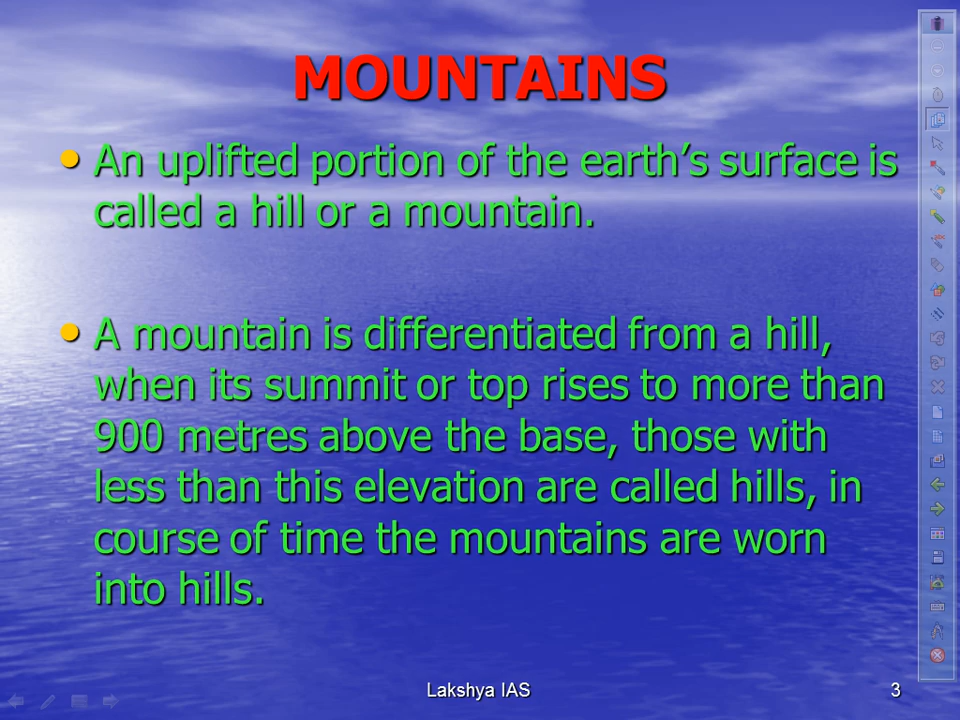 MOUNTAINS
• An uplifted portion of the earth’s surface is
called a hill or a mountain.
• A mountain is differentiated from a hill,
when its summit or top rises to more than
900 metres above the base, those with
less than this elevation are called hills, in
course of time the mountains are worn
into hills.
Lakshya IAS
3